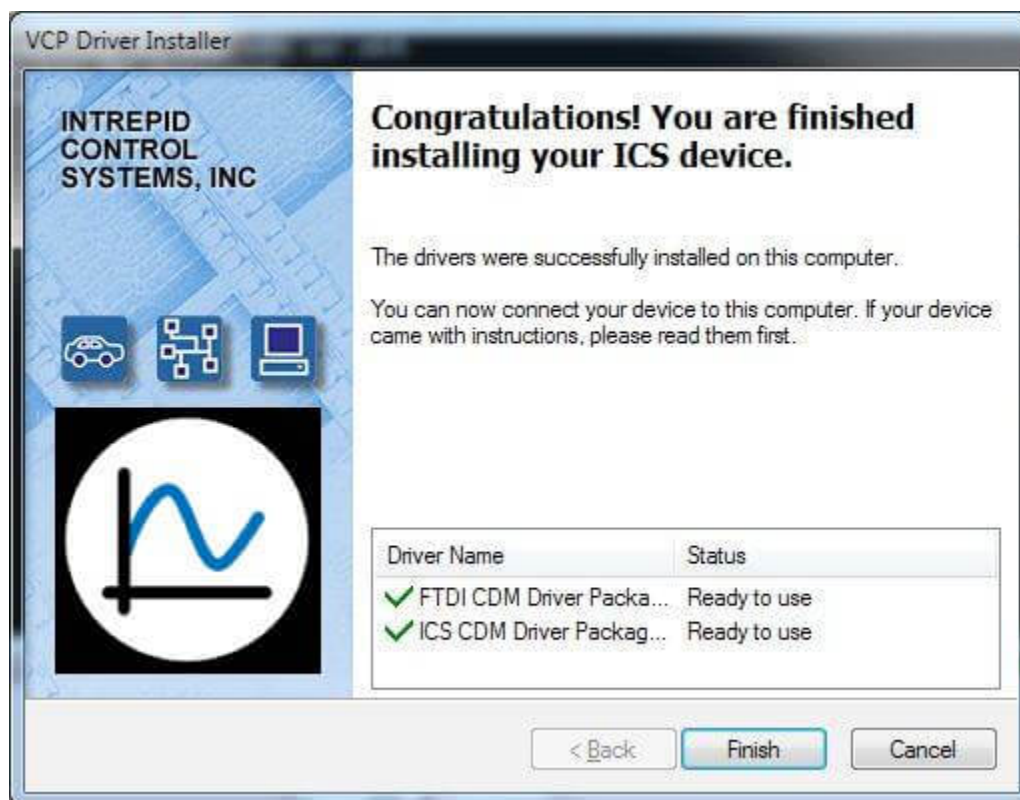 VCP Driver Installer
INTREPID
CONTROL
SYSTEMS, INC
Congratulations! You are finished
installing your ICS device.
The drivers were successfully installed on this computer.
You can now connect your device to this computer. If your device
came with instructions, please read them first.
Driver Name Status
FTDI CDM Driver Packa... Ready to use
ICS CDM Driver Packag... Ready to use
< Back Finish Cancel